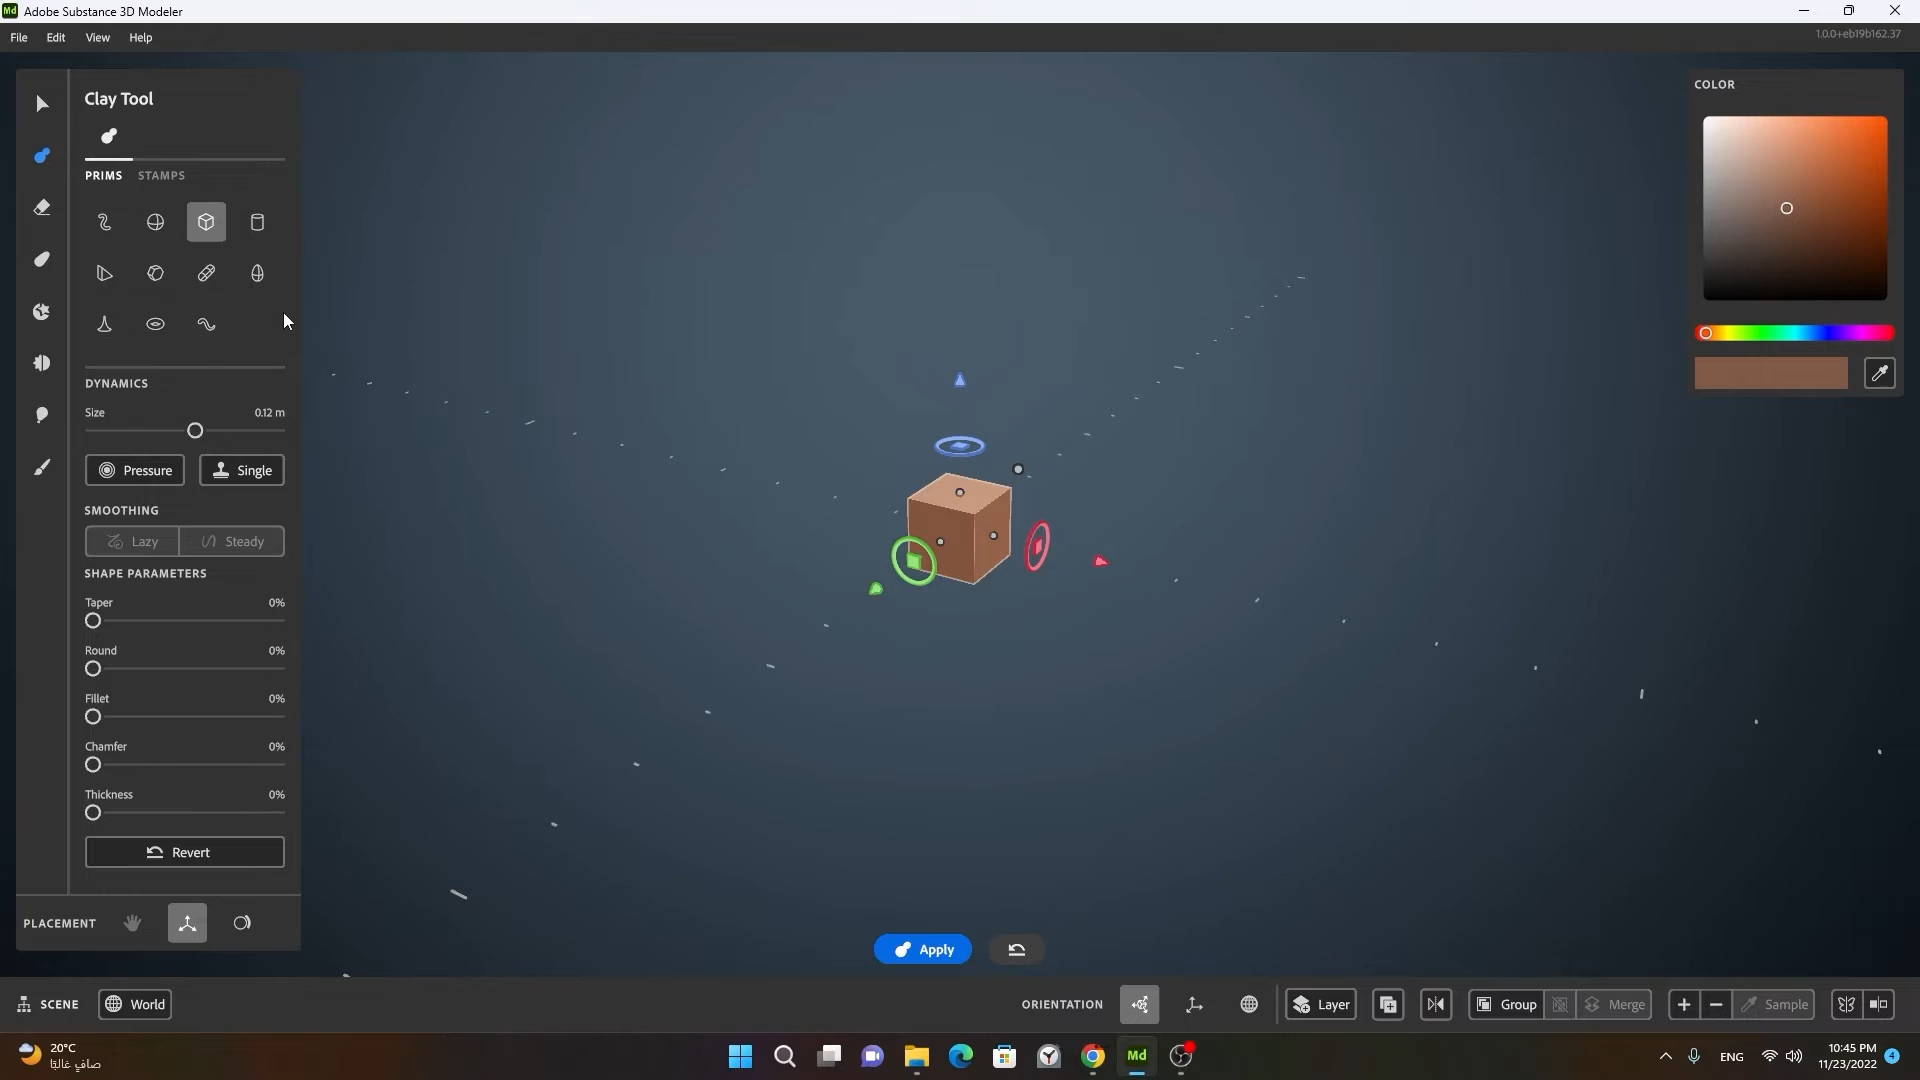 Md Adobe Substance 3D Modeler
File Edit View Help
1.0.0+eb19b162.37
Clay Tool
PRIMS STAMPS
DYNAMICS
Size 0.12 m
Pressure Single
SMOOTHING
Lazy Steady
SHAPE PARAMETERS
Taper 0%
Round 0%
Fillet 0%
Chamfer 0%
Thickness 0%
Revert
PLACEMENT
COLOR
Apply
SCENE World
ORIENTATION Layer Group Merge Sample
20°C
صافٍ غالبًا
Md
ENG
10:45 PM
11/23/2022
4